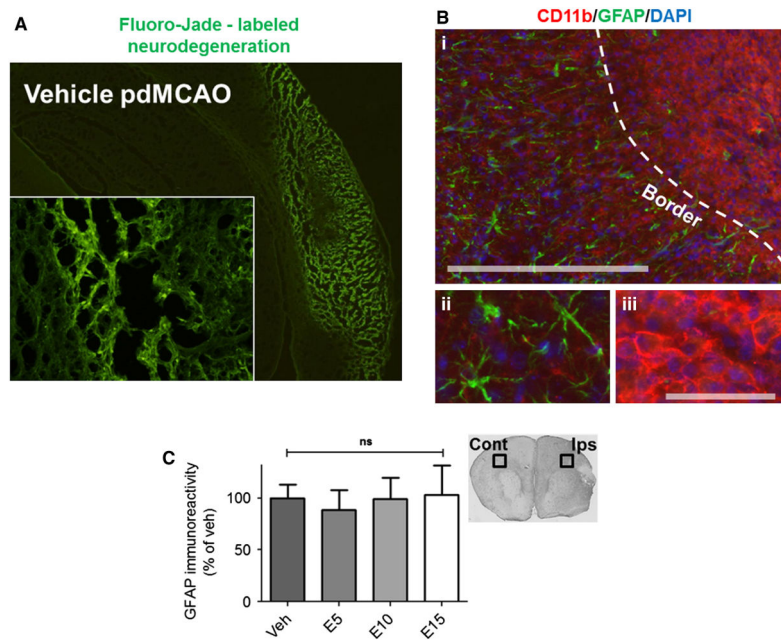 A
Fluoro-Jade - labeled
neurodegeneration
Vehicle pdMCAO
B
CD11b/GFAP/DAPI
i
Border
ii
iii
C
ns
GFAP immunoreactivity
(% of veh)
100
50
0
Veh
E5
E10
E15
Cont
Ips